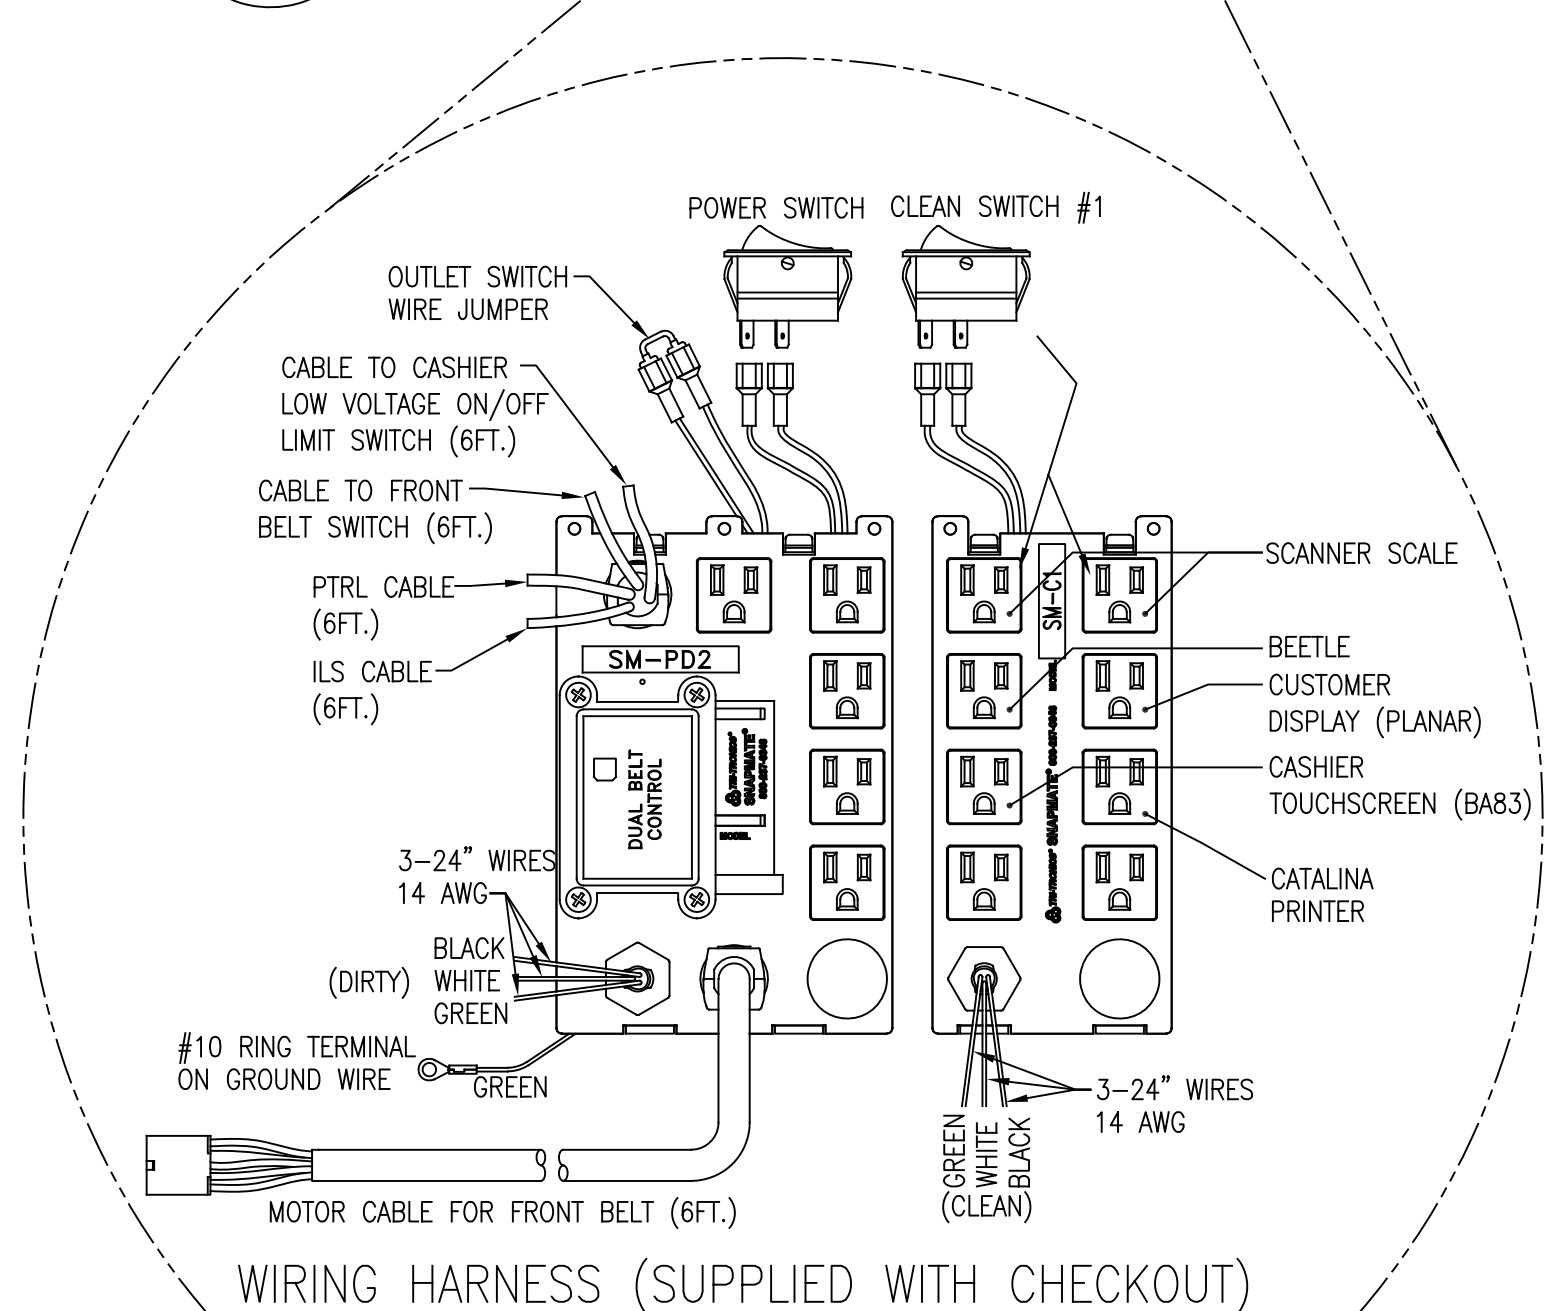 POWER SWITCH
CLEAN SWITCH #1
OUTLET SWITCH
WIRE JUMPER
CABLE TO CASHIER
LOW VOLTAGE ON/OFF
LIMIT SWITCH (6FT.)
CABLE TO FRONT
BELT SWITCH (6FT.)
PTRL CABLE
(6FT.)
ILS CABLE
(6FT.)
SM-PD2
DUAL BELT
CONTROL
TRI-TRONICS®
SNAPMATE®
MODEL
SM-C1
MODEL
TRI-TRONICS® SNAPMATE®
SCANNER SCALE
BEETLE
CUSTOMER
DISPLAY (PLANAR)
CASHIER
TOUCHSCREEN (BA83)
CATALINA
PRINTER
3-24" WIRES
14 AWG
BLACK
(DIRTY) WHITE
GREEN
#10 RING TERMINAL
ON GROUND WIRE
GREEN
3-24" WIRES
14 AWG
GREEN
WHITE
BLACK
(CLEAN)
MOTOR CABLE FOR FRONT BELT (6FT.)
WIRING HARNESS (SUPPLIED WITH CHECKOUT)